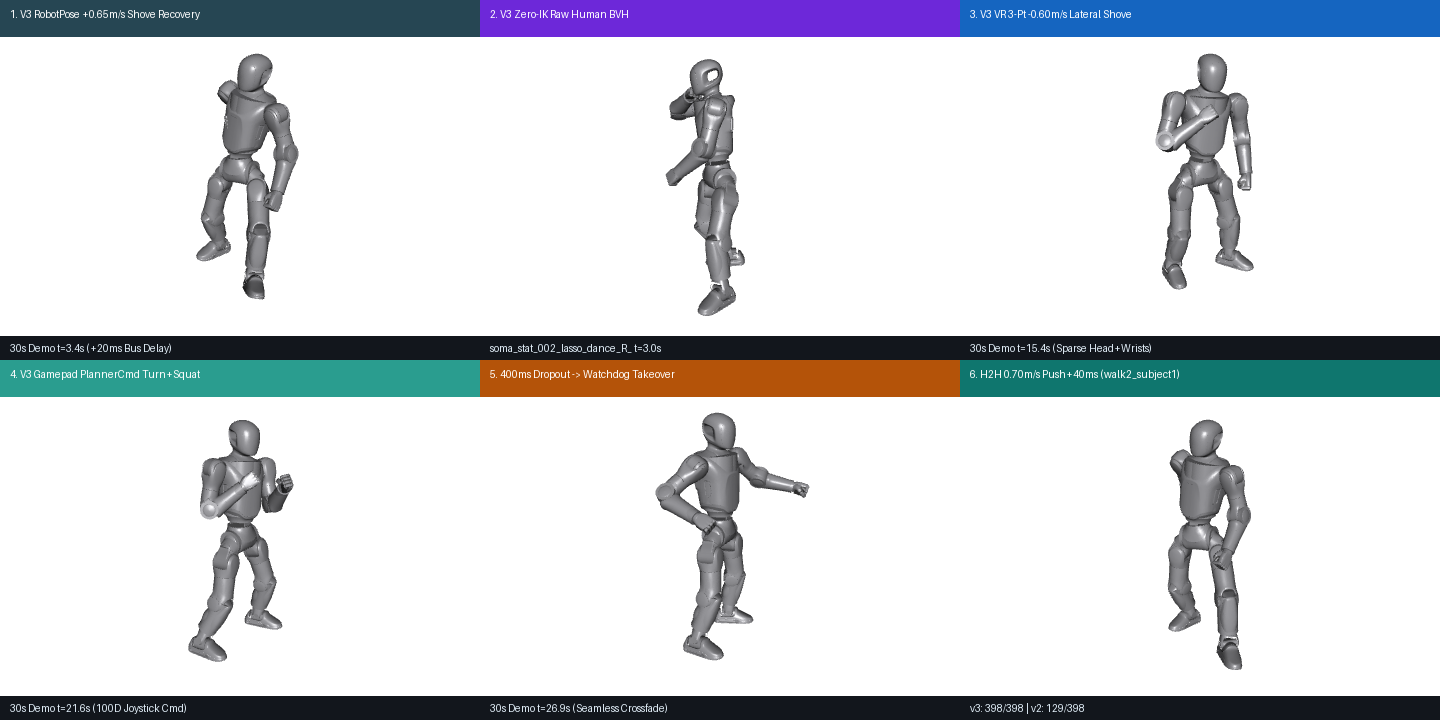 1. V3 RobotPose +0.65m/s Shove Recovery
2. V3 Zero-IK Raw Human BVH
3. V3 VR 3-Pt -0.60m/s Lateral Shove
30s Demo t=3.4s (+20ms Bus Delay)
soma_stat_002_lasso_dance_R_ t=3.0s
30s Demo t=15.4s (Sparse Head+Wrists)
4. V3 Gamepad PlannerCmd Turn+Squat
5. 400ms Dropout -> Watchdog Takeover
6. H2H 0.70m/s Push+40ms (walk2_subject1)
30s Demo t=21.6s (100D Joystick Cmd)
30s Demo t=26.9s (Seamless Crossfade)
v3: 398/398 | v2: 129/398